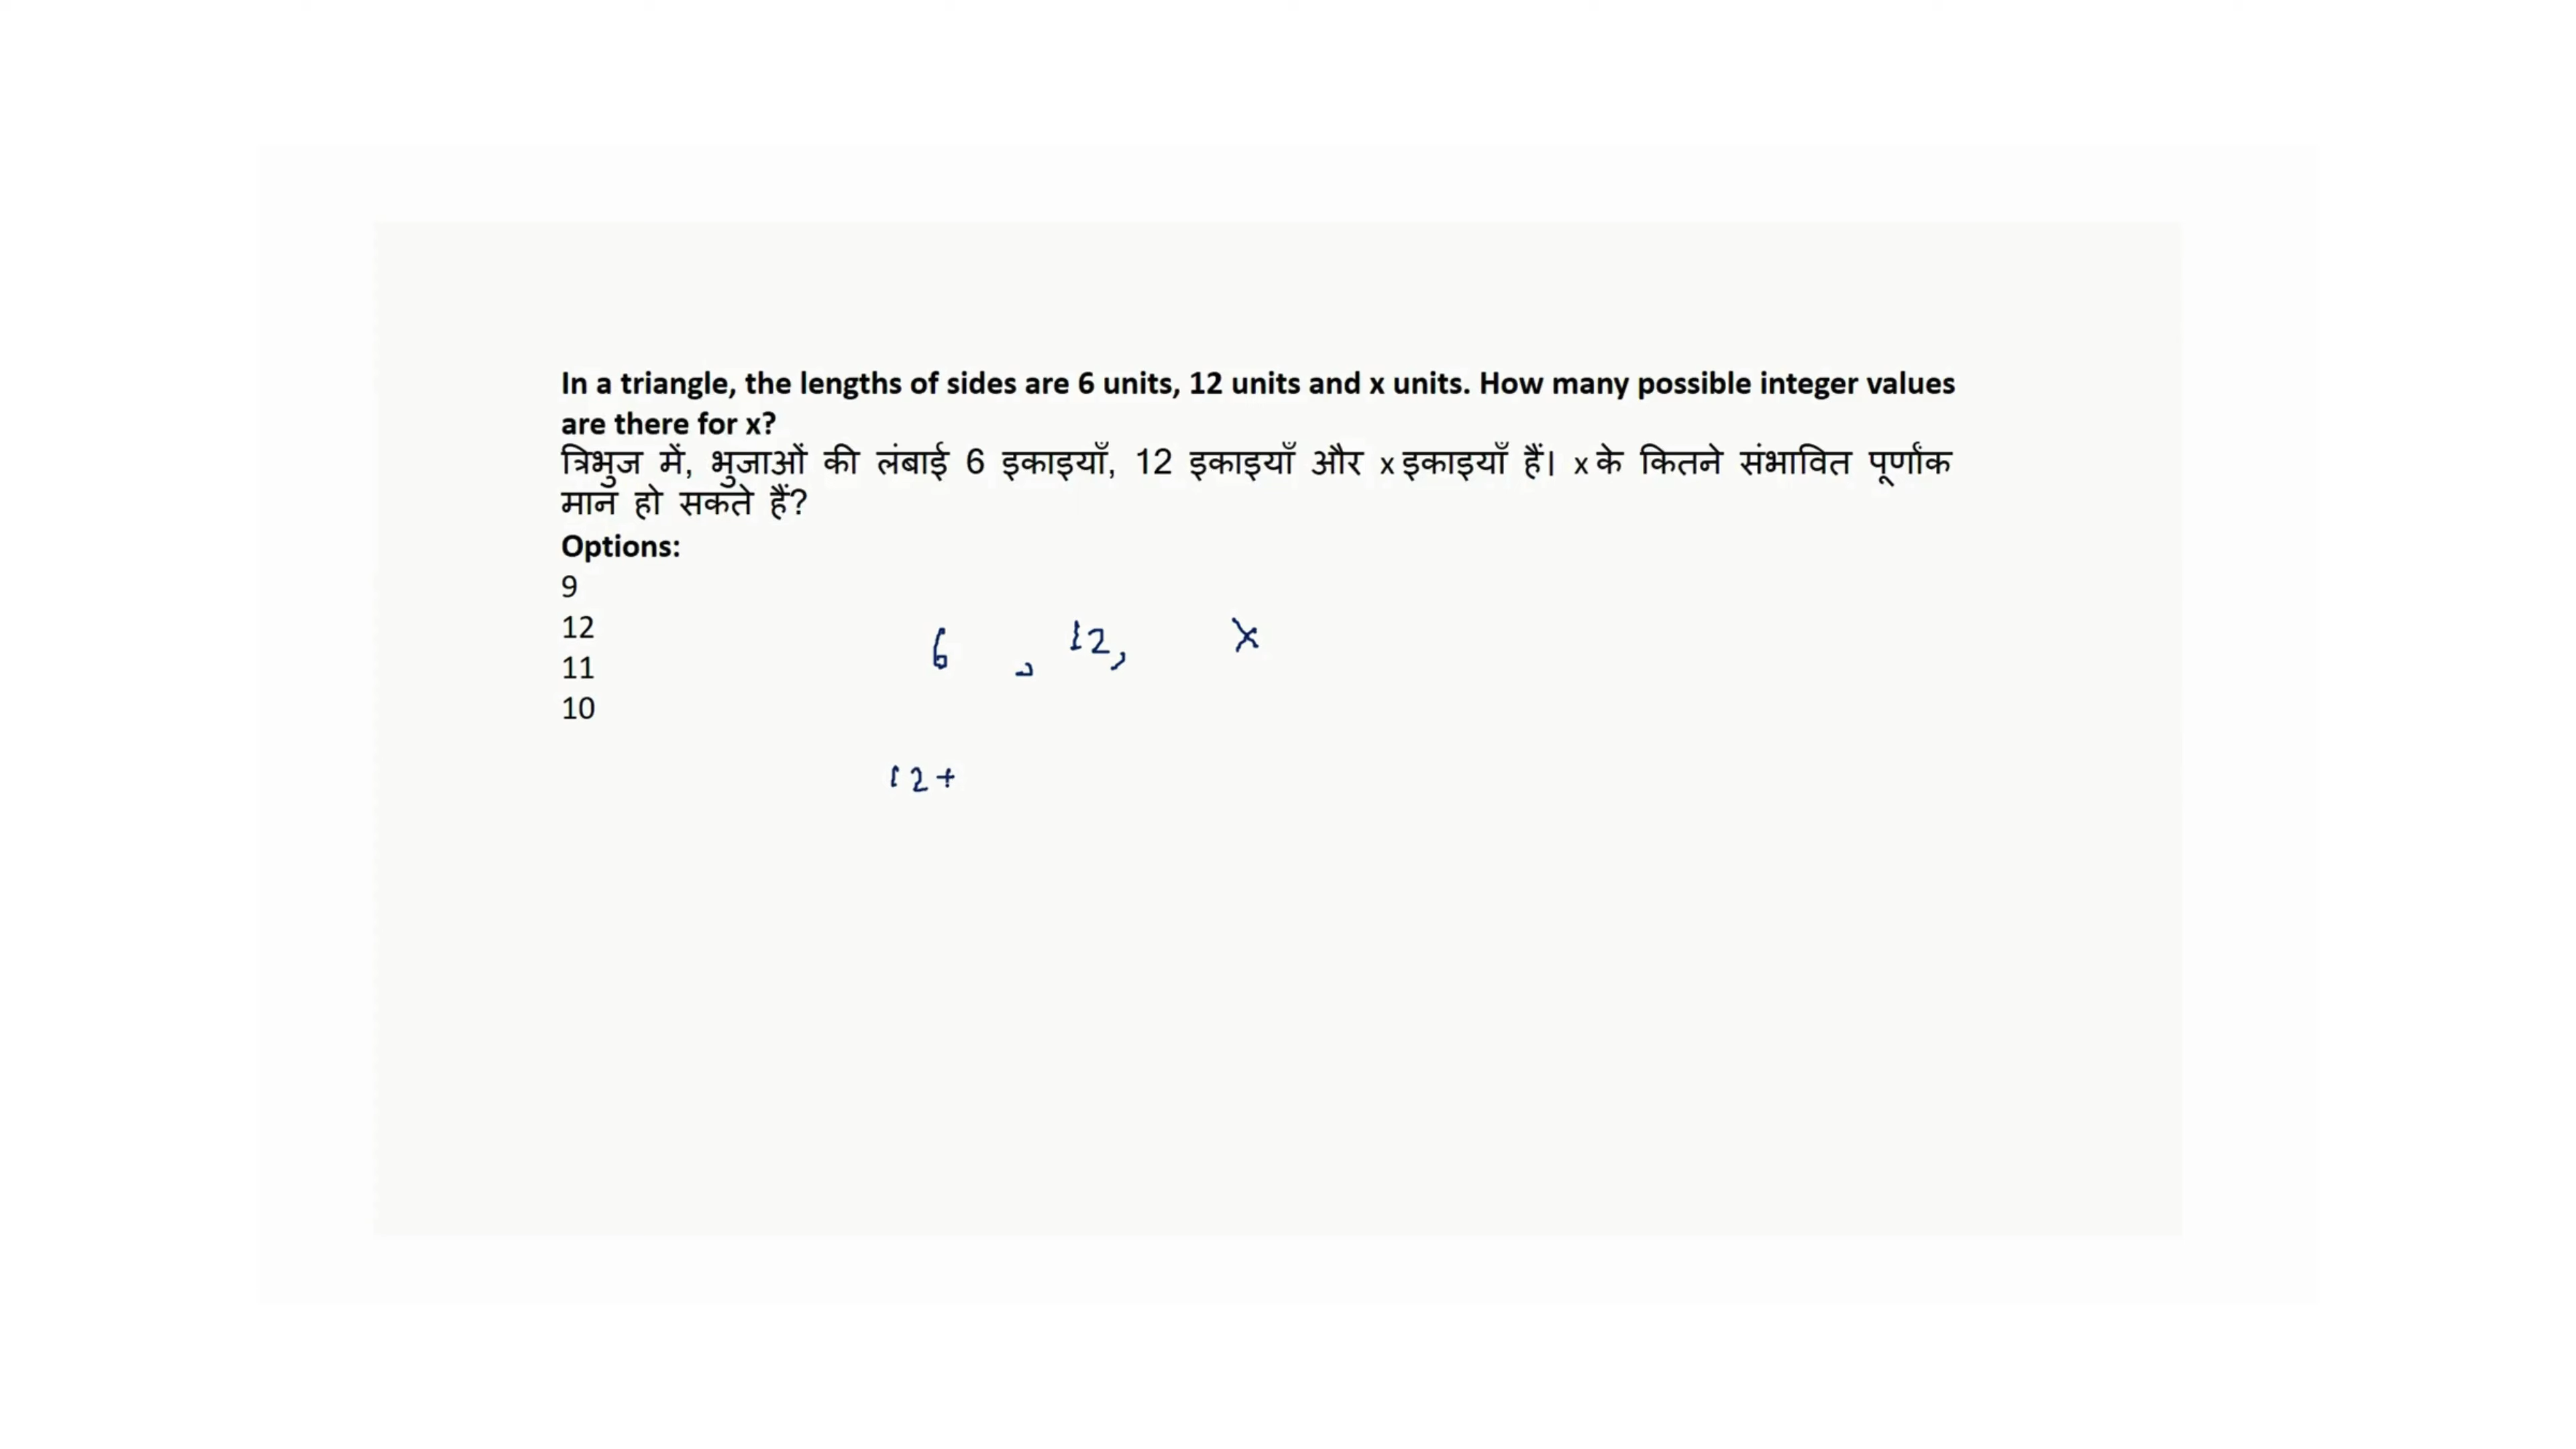 In a triangle, the lengths of sides are 6 units, 12 units and x units. How many possible integer values
are there for x?
त्रिभुज में, भुजाओं की लंबाई 6 इकाइयाँ, 12 इकाइयाँ और x इकाइयाँ हैं। x के कितने संभावित पूर्णांक
मान हो सकते हैं?
Options:
9
12
11
10
6 , 12, x
12+